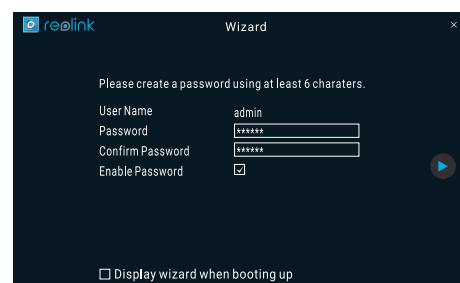 reolink
Wizard
×
Please create a password using at least 6 charaters.
User Name admin
Password ******
Confirm Password ******
Enable Password
Display wizard when booting up